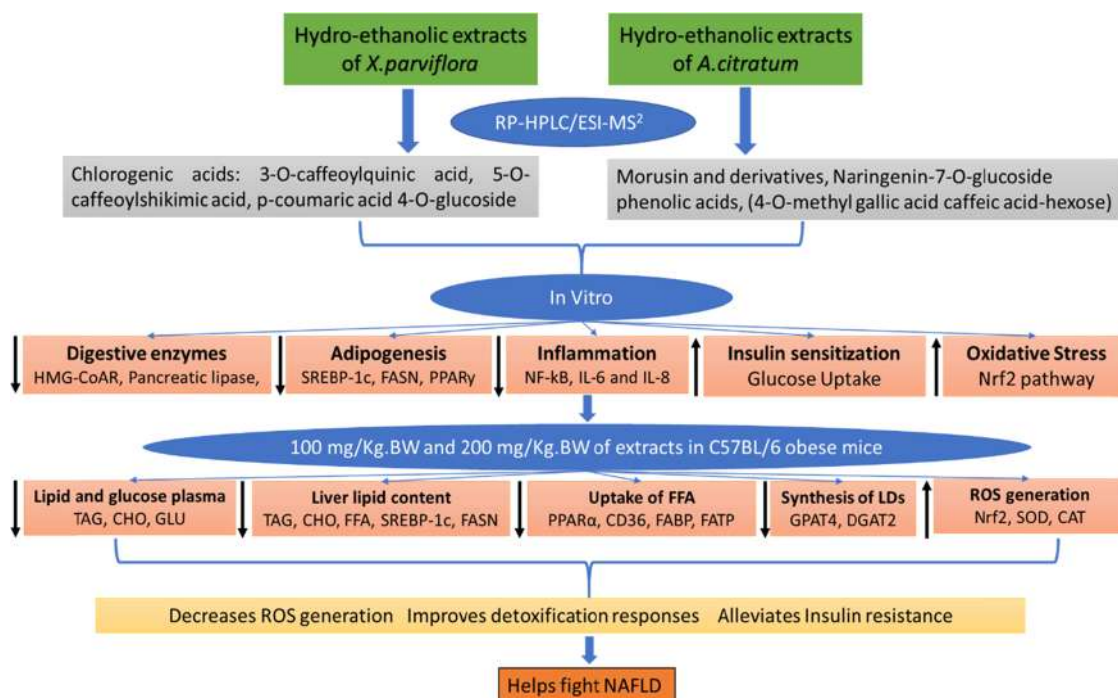 Hydro-ethanolic extracts
of X.parviflora
Hydro-ethanolic extracts
of A.citratum
RP-HPLC/ESI-MS²
Chlorogenic acids: 3-O-caffeoylquinic acid, 5-O-
caffeoylshikimic acid, p-coumaric acid 4-O-glucoside
Morusin and derivatives, Naringenin-7-O-glucoside
phenolic acids, (4-O-methyl gallic acid caffeic acid-hexose)
In Vitro
Digestive enzymes
HMG-CoAR, Pancreatic lipase,
Adipogenesis
SREBP-1c, FASN, PPARγ
Inflammation
NF-kB, IL-6 and IL-8
Insulin sensitization
Glucose Uptake
Oxidative Stress
Nrf2 pathway
100 mg/Kg.BW and 200 mg/Kg.BW of extracts in C57BL/6 obese mice
Lipid and glucose plasma
TAG, CHO, GLU
Liver lipid content
TAG, CHO, FFA, SREBP-1c, FASN
Uptake of FFA
PPARα, CD36, FABP, FATP
Synthesis of LDs
GPAT4, DGAT2
ROS generation
Nrf2, SOD, CAT
Decreases ROS generation Improves detoxification responses Alleviates Insulin resistance
Helps fight NAFLD